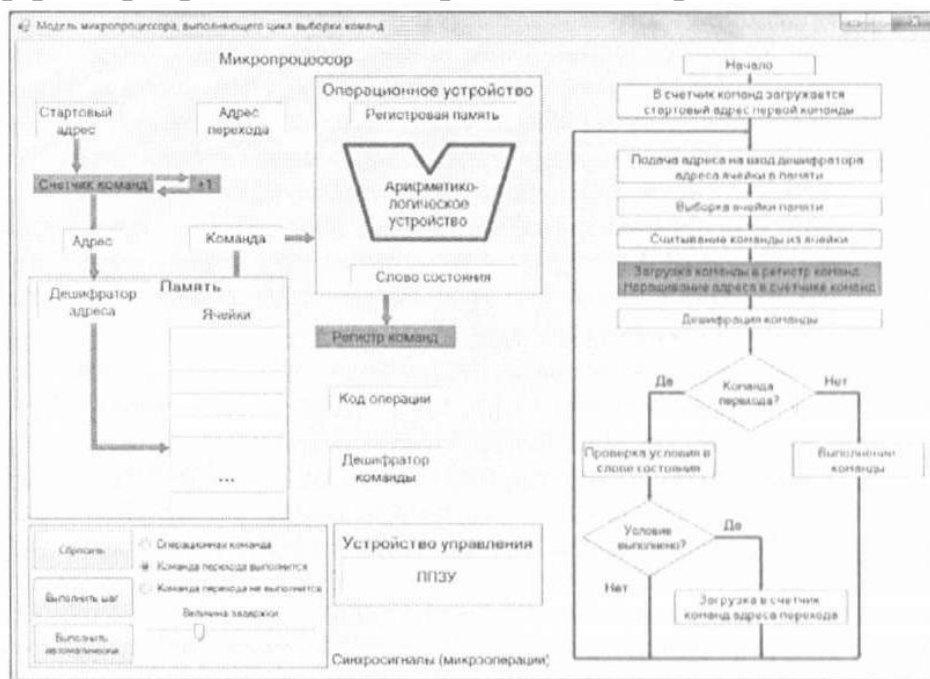 Модель микропроцессора, выполняющего цикл выборки команд
Микропроцессор
Стартовый
адрес
Адрес
перехода
Счетчик команд
+1
Адрес
Команда
Дешифратор
адреса
Память
Ячейки
...
Операционное устройство
Регистровая память
Арифметико-
логическое
устройство
Слово состояния
Регистр команд
Код операции
Дешифратор
команды
Сбросить
Выполнить шаг
Выполнить
автоматически
Операционная команда
Команда перехода выполнится
Команда перехода не выполнится
Величина задержки
Устройство управления
ППЗУ
Синхросигналы (микрооперации)
Начало
В счетчик команд загружается
стартовый адрес первой команды
Подача адреса на вход дешифратора
адреса ячейки в памяти
Выборка ячейки памяти
Считывание команды из ячейки
Загрузка команды в регистр команд
Наращивание адреса в счетчике команд
Дешифрация команды
Да
Команда
перехода?
Нет
Проверка условия в
слове состояния
Выполнение
команды
Условие
выполнено?
Да
Нет
Загрузка в счетчик
команд адреса перехода